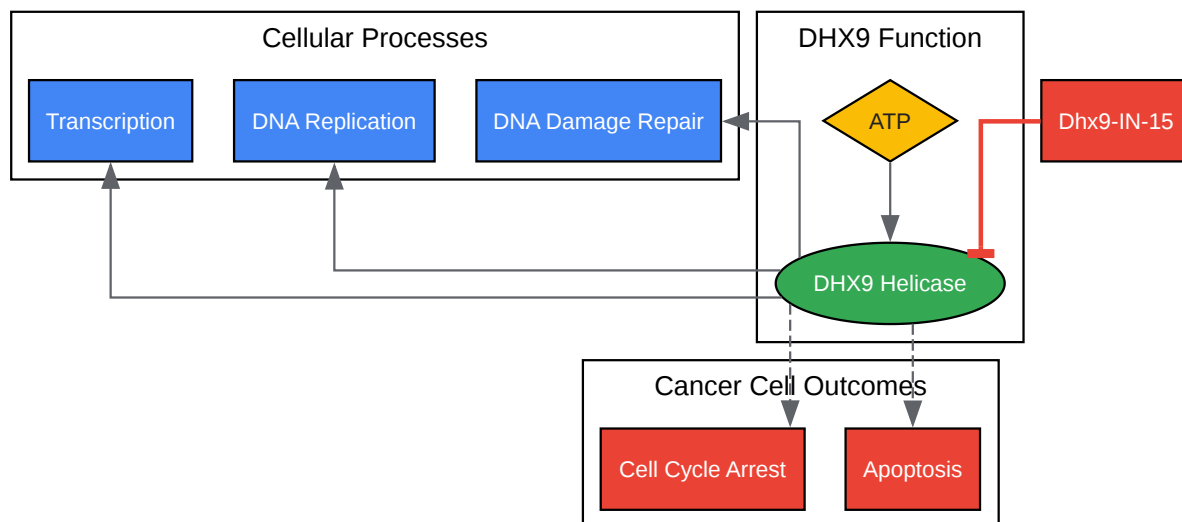 Cellular Processes
DHX9 Function
Transcription
DNA Replication
DNA Damage Repair
ATP
Dhx9-IN-15
DHX9 Helicase
Cancer Cell Outcomes
Cell Cycle Arrest
Apoptosis